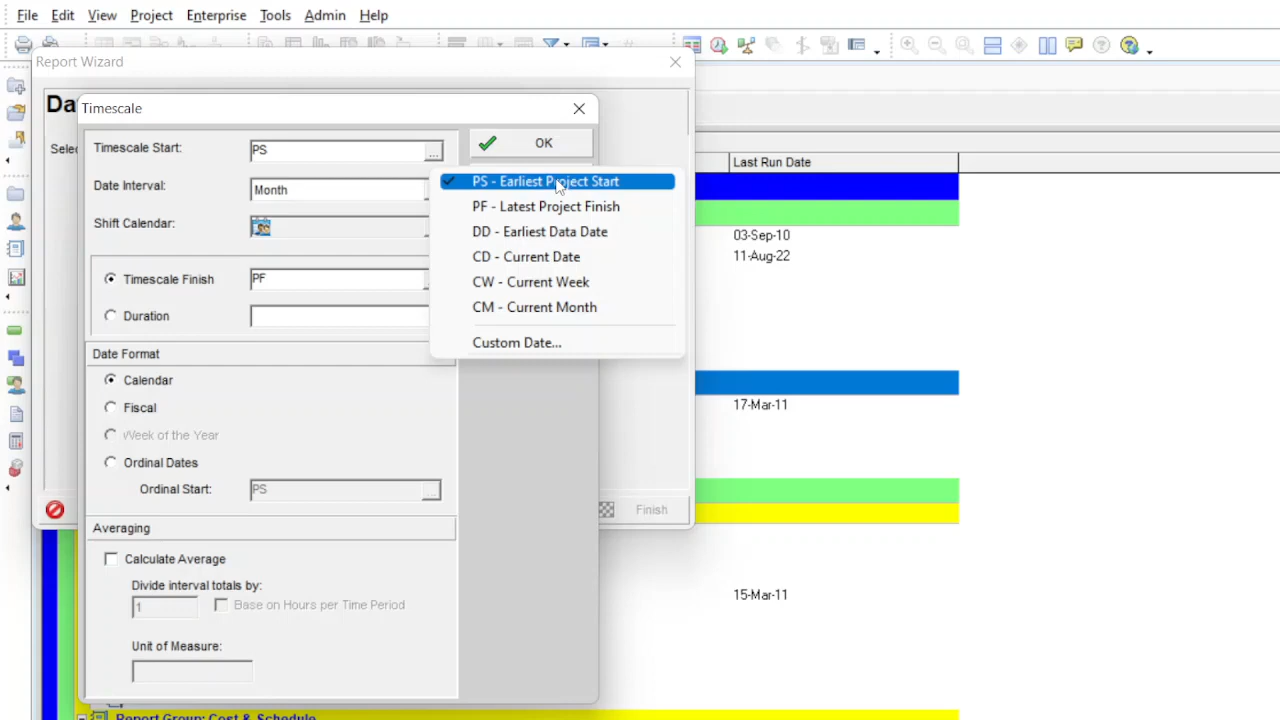 File Edit View Project Enterprise Tools Admin Help
Report Wizard
Da
Timescale
Selec
Timescale Start: PS ... OK
Last Run Date
Date Interval: Month
PS - Earliest Project Start
PF - Latest Project Finish
Shift Calendar:
DD - Earliest Data Date
03-Sep-10
CD - Current Date
11-Aug-22
Timescale Finish PF
CW - Current Week
CM - Current Month
Duration
Custom Date...
Date Format
Calendar
17-Mar-11
Fiscal
Week of the Year
Ordinal Dates
Ordinal Start: PS ...
Finish
Averaging
Calculate Average
Divide interval totals by:
1 Base on Hours per Time Period
15-Mar-11
Unit of Measure:
Report Group: Cost & Schedule